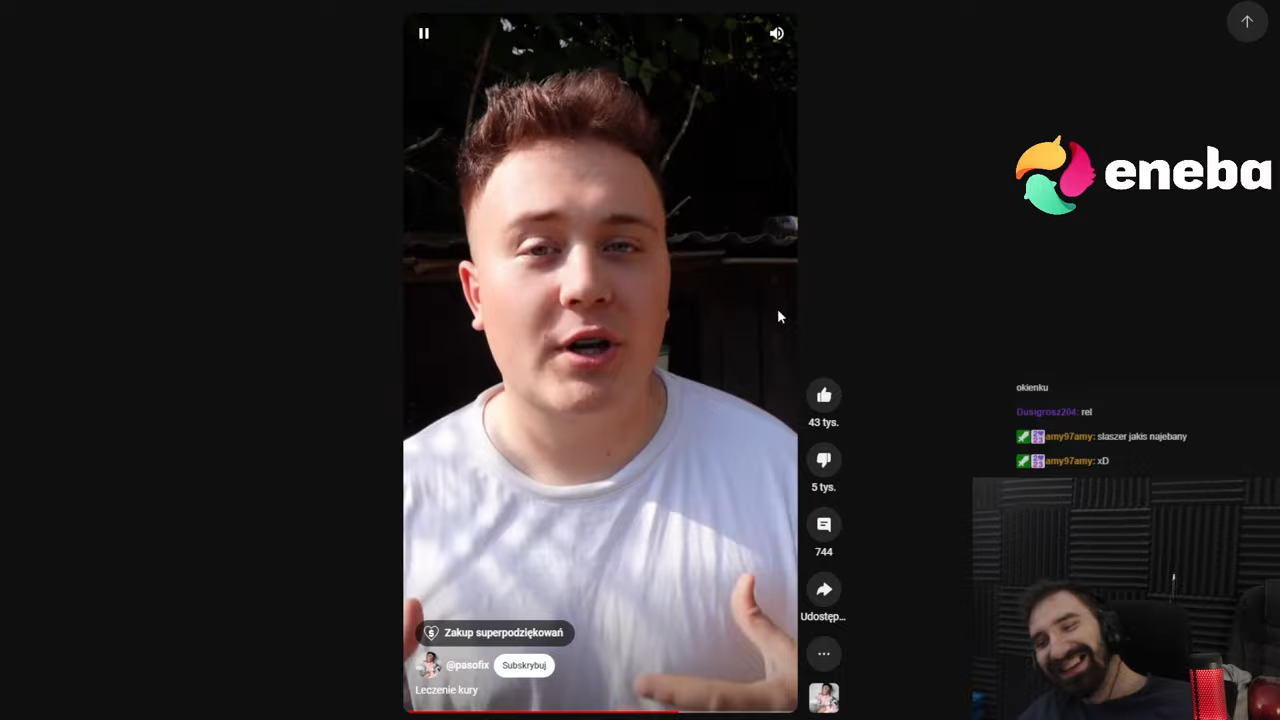 eneba
43 tys.
5 tys.
744
Udostęp...
Zakup superpodziękowań
@pasofix
Subskrybuj
Leczenie kury
okienku
Dusigrosz204: rel
amy97amy: slaszer jakis najebany
amy97amy: xD